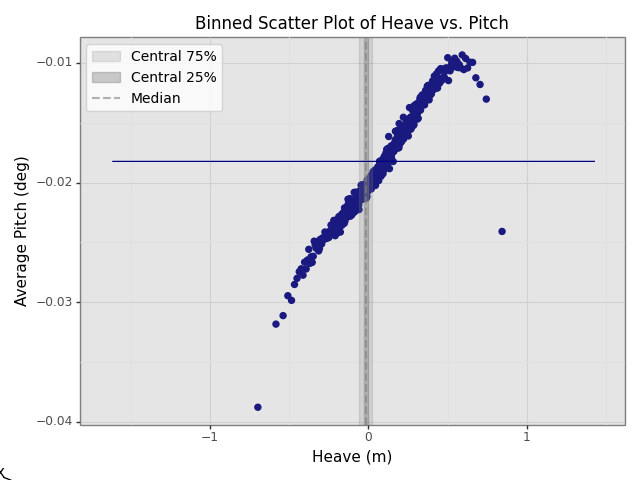 Binned Scatter Plot of Heave vs. Pitch
Central 75%
Central 25%
Median
−0.01
−0.02
−0.03
−0.04
Average Pitch (deg)
−1
0
1
Heave (m)